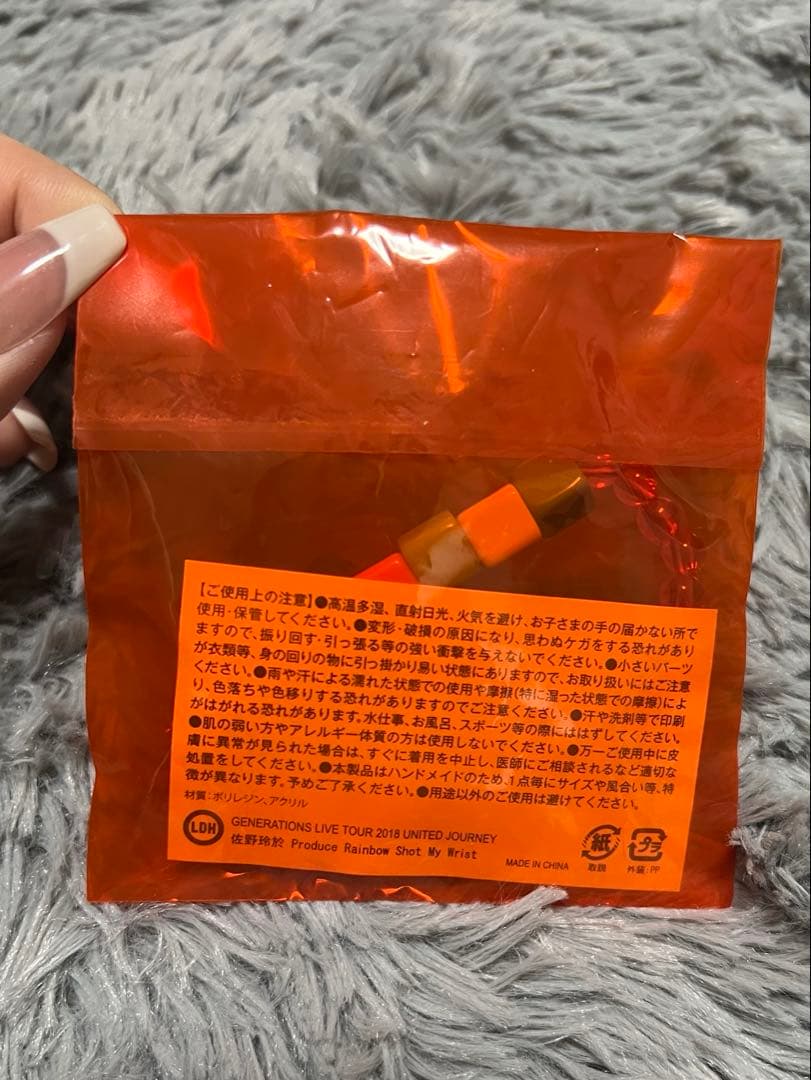 【ご使用上の注意】●高温多湿、直射日光、火気を避け、お子さまの手の届かない所で
使用・保管してください。●変形・破損の原因になり、思わぬケガをする恐れがあり
ますので、振り回す・引っ張る等の強い衝撃を与えないでください。●小さいパーツ
が衣類等、身の回りの物に引っ掛かり易い状態にありますので、お取り扱いにはご注意
ください。●雨や汗による濡れた状態での使用や摩擦(特に湿った状態での摩擦)によ
り、色落ちや色移りする恐れがありますのでご注意ください。●汗や洗剤等で印刷
がはがれる恐れがあります。水仕事、お風呂、スポーツ等の際にははずしてください。
●肌の弱い方やアレルギー体質の方は使用しないでください。●万一ご使用中に皮
膚に異常が見られた場合は、すぐに着用を中止し、医師にご相談されるなど適切な
処置をしてください。●本製品はハンドメイドのため、1点毎にサイズや風合い等、特
徴が異なります。予めご了承ください。●用途以外のご使用は避けてください。
材質:ポリレジン、アクリル
LDH
GENERATIONS LIVE TOUR 2018 UNITED JOURNEY
佐野玲於 Produce Rainbow Shot My Wrist
MADE IN CHINA
紙
取説
プラ
外装:PP